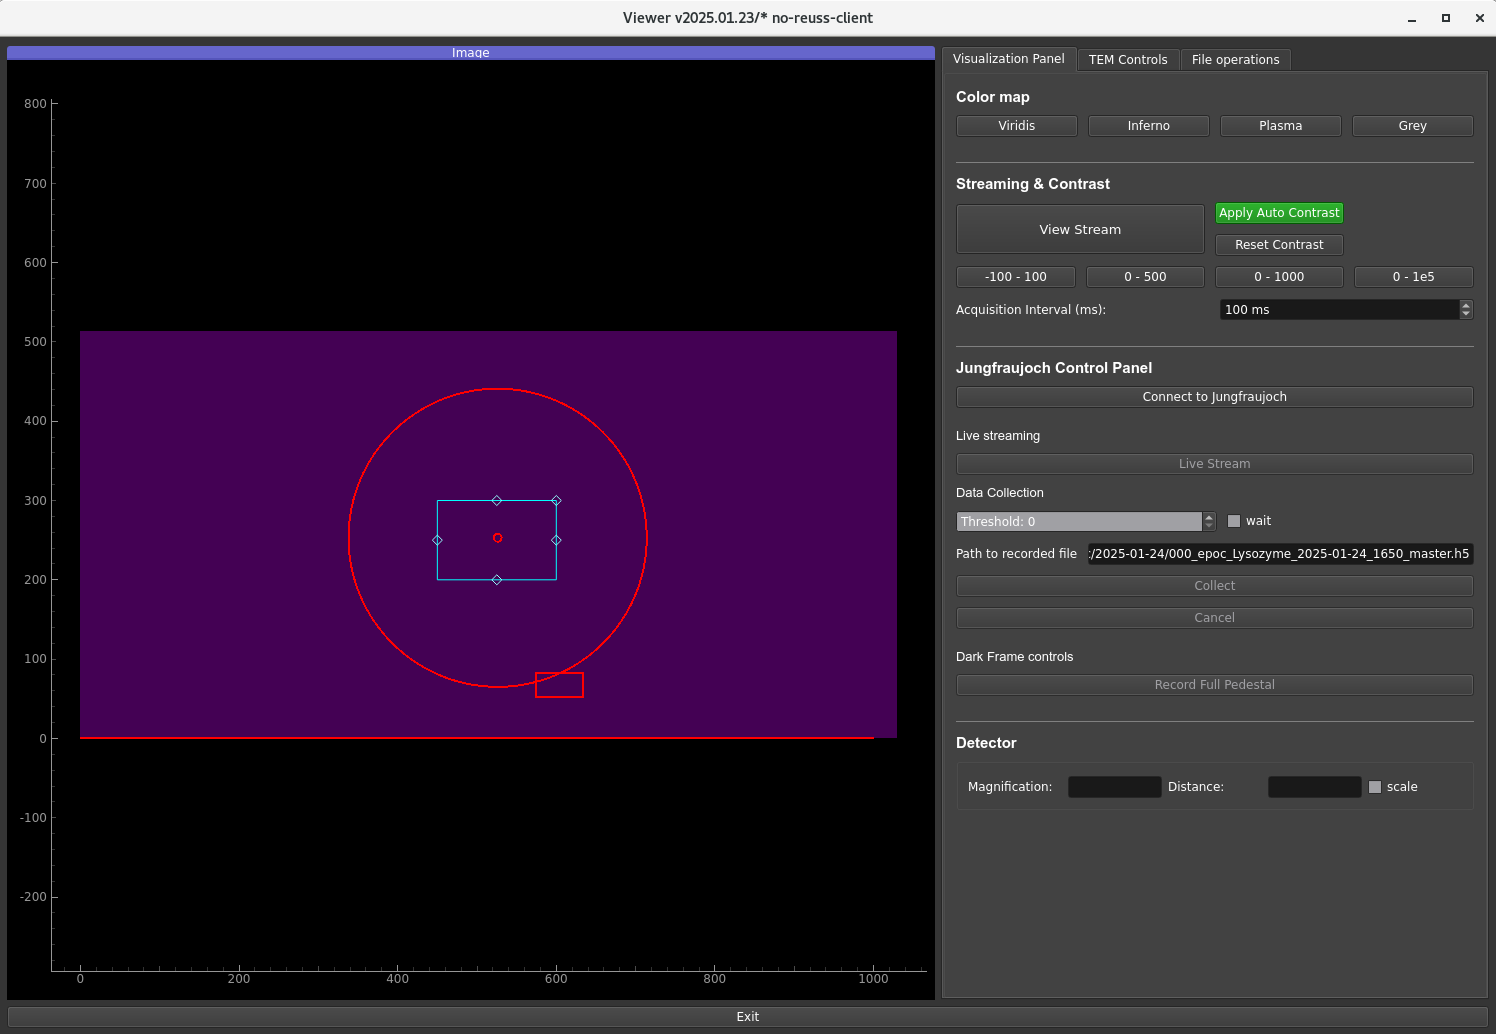 Viewer v2025.01.23/* no-reuss-client
Image
800
700
600
500
400
300
200
100
0
-100
-200
0 200 400 600 800 1000
Visualization Panel TEM Controls File operations
Color map
Viridis Inferno Plasma Grey
Streaming & Contrast
View Stream
Apply Auto Contrast
Reset Contrast
-100 - 100 0 - 500 0 - 1000 0 - 1e5
Acquisition Interval (ms): 100 ms
Jungfraujoch Control Panel
Connect to Jungfraujoch
Live streaming
Live Stream
Data Collection
Threshold: 0 wait
Path to recorded file :/2025-01-24/000_epoc_Lysozyme_2025-01-24_1650_master.h5
Collect
Cancel
Dark Frame controls
Record Full Pedestal
Detector
Magnification: Distance: scale
Exit